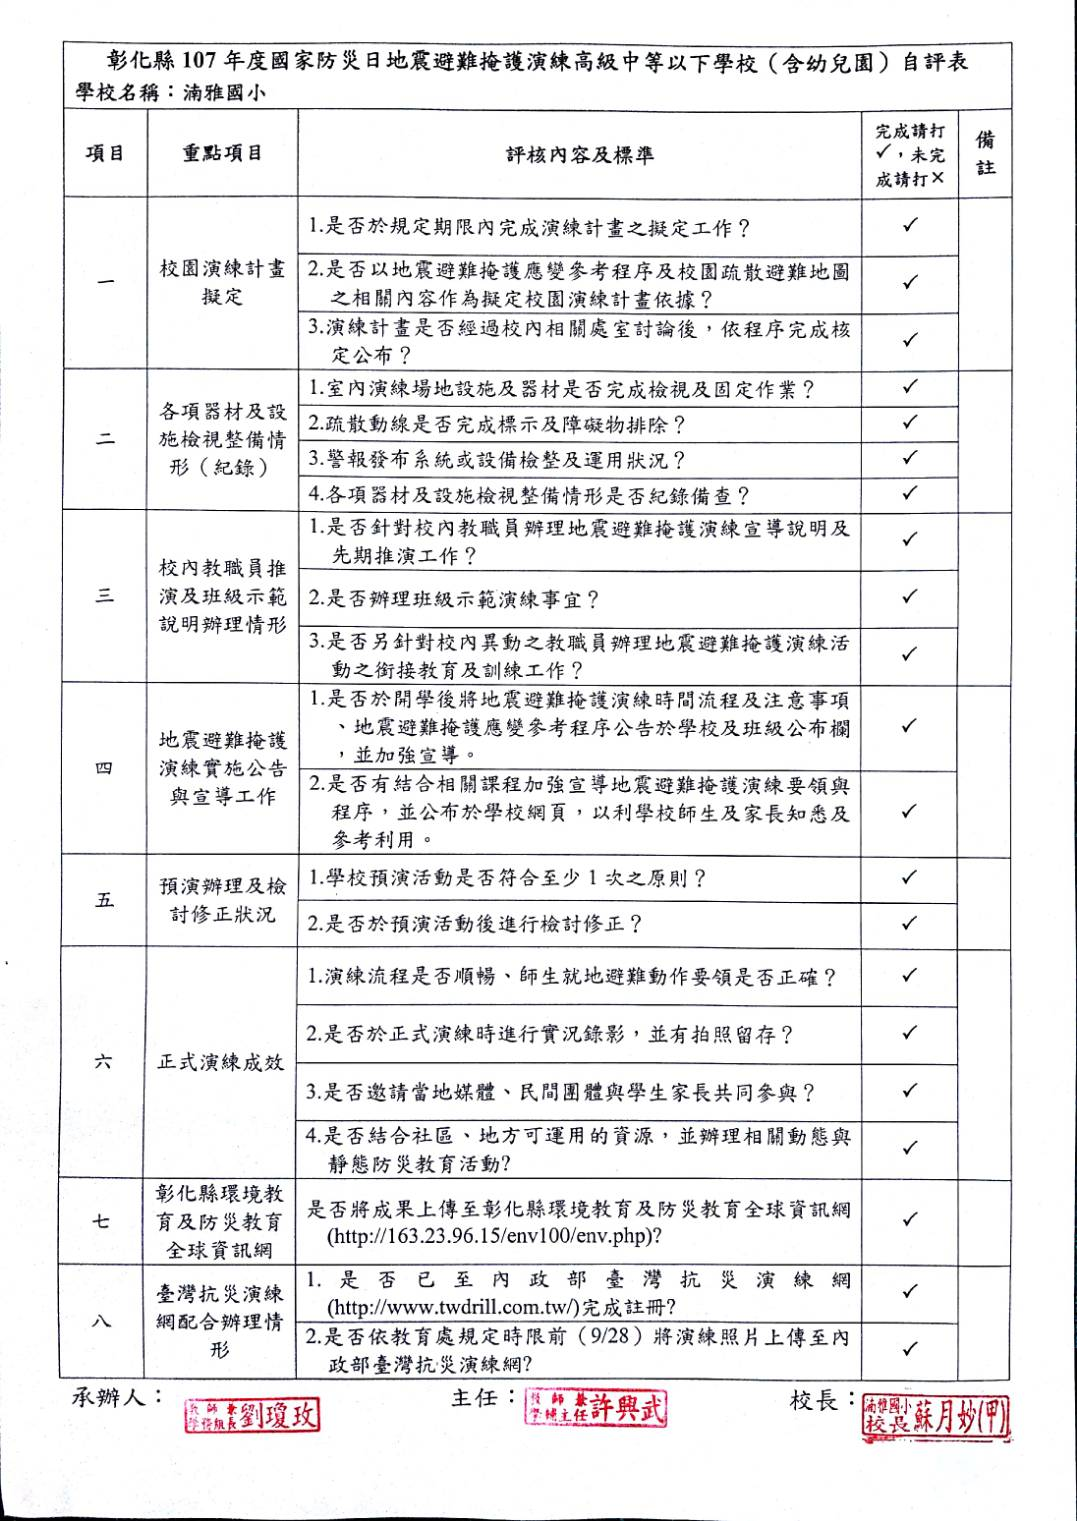 彰化縣 107 年度國家防災日地震避難掩護演練高級中等以下學校（含幼兒園）自評表
學校名稱：湳雅國小
項目
重點項目
評核內容及標準
完成請打
✓，未完
成請打×
備
註
一
校園演練計畫
擬定
1.是否於規定期限內完成演練計畫之擬定工作？
✓
2.是否以地震避難掩護應變參考程序及校園疏散避難地圖
之相關內容作為擬定校園演練計畫依據？
✓
3.演練計畫是否經過校內相關處室討論後，依程序完成核
定公布？
✓
二
各項器材及設
施檢視整備情
形（紀錄）
1.室內演練場地設施及器材是否完成檢視及固定作業？
✓
2.疏散動線是否完成標示及障礙物排除？
✓
3.警報發布系統或設備檢整及運用狀況？
✓
4.各項器材及設施檢視整備情形是否紀錄備查？
✓
三
校內教職員推
演及班級示範
說明辦理情形
1.是否針對校內教職員辦理地震避難掩護演練宣導說明及
先期推演工作？
✓
2.是否辦理班級示範演練事宜？
✓
3.是否另針對校內異動之教職員辦理地震避難掩護演練活
動之銜接教育及訓練工作？
✓
四
地震避難掩護
演練實施公告
與宣導工作
1.是否於開學後將地震避難掩護演練時間流程及注意事項
、地震避難掩護應變參考程序公告於學校及班級公布欄
，並加強宣導。
✓
2.是否有結合相關課程加強宣導地震避難掩護演練要領與
程序，並公布於學校網頁，以利學校師生及家長知悉及
參考利用。
✓
五
預演辦理及檢
討修正狀況
1.學校預演活動是否符合至少 1 次之原則？
✓
2.是否於預演活動後進行檢討修正？
✓
六
正式演練成效
1.演練流程是否順暢、師生就地避難動作要領是否正確？
✓
2.是否於正式演練時進行實況錄影，並有拍照留存？
✓
3.是否邀請當地媒體、民間團體與學生家長共同參與？
✓
4.是否結合社區、地方可運用的資源，並辦理相關動態與
靜態防災教育活動?
✓
七
彰化縣環境教
育及防災教育
全球資訊網
是否將成果上傳至彰化縣環境教育及防災教育全球資訊網
(http://163.23.96.15/env100/env.php)?
✓
八
臺灣抗災演練
網配合辦理情
形
1. 是否已至內政部臺灣抗災演練網
(http://www.twdrill.com.tw/)完成註冊?
✓
2.是否依教育處規定時限前（9/28）將演練照片上傳至內
政部臺灣抗災演練網?
✓
承辦人：
教師兼
學務組長
劉瓊玫
主任：
教師兼
學輔主任
許興武
校長：
湳雅國小
校長
蘇月妙(甲)